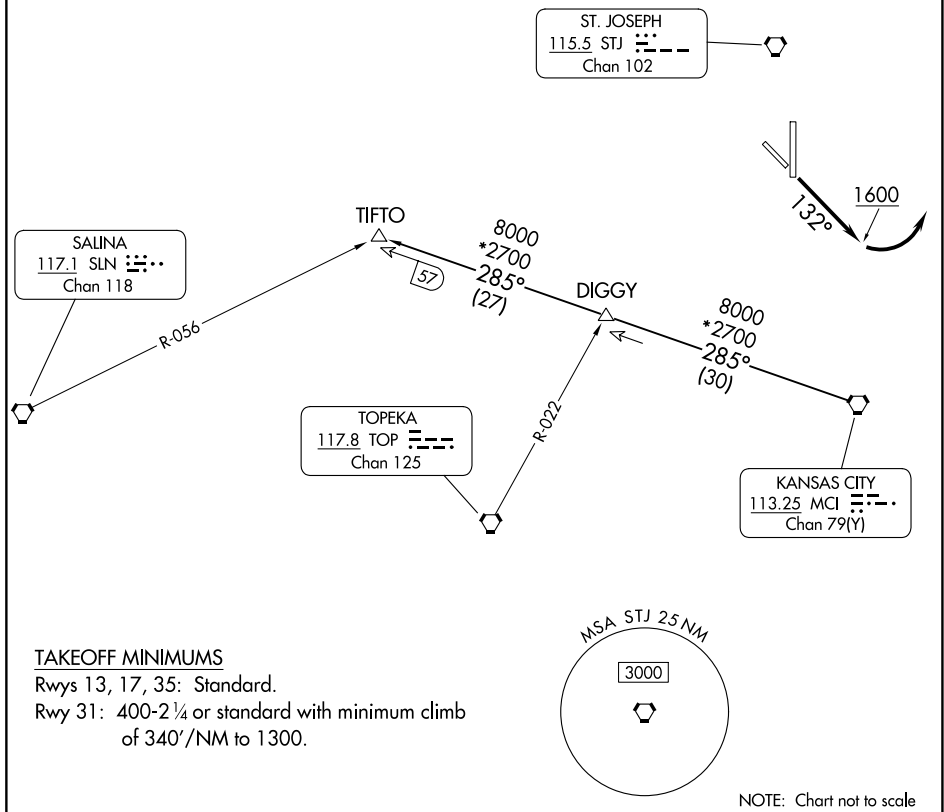 ST. JOSEPH
115.5 STJ
Chan 102
1600
132°
TIFTO
8000
*2700
285°
(27)
57
SALINA
117.1 SLN
Chan 118
DIGGY
8000
*2700
285°
(30)
R-056
R-022
TOPEKA
117.8 TOP
Chan 125
KANSAS CITY
113.25 MCI
Chan 79(Y)
TAKEOFF MINIMUMS
Rwys 13, 17, 35: Standard.
Rwy 31: 400-2¼ or standard with minimum climb
of 340'/NM to 1300.
MSA STJ 25 NM
3000
NOTE: Chart not to scale